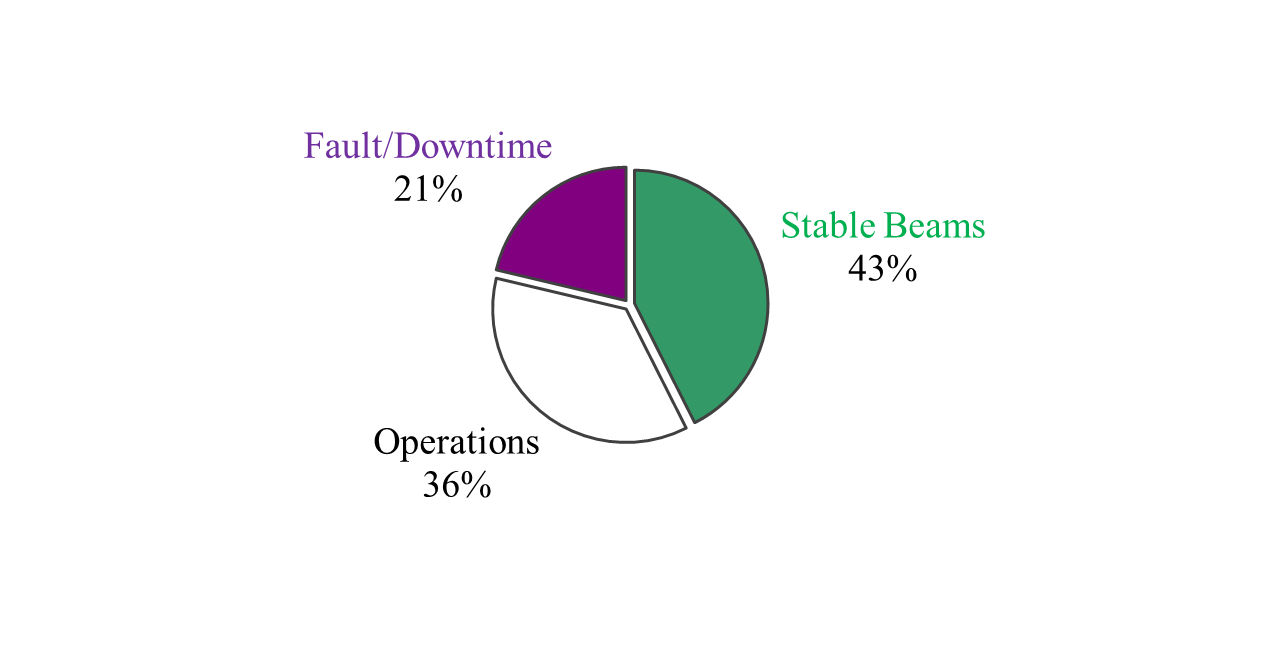 Fault/Downtime
21%
Stable Beams
43%
Operations
36%